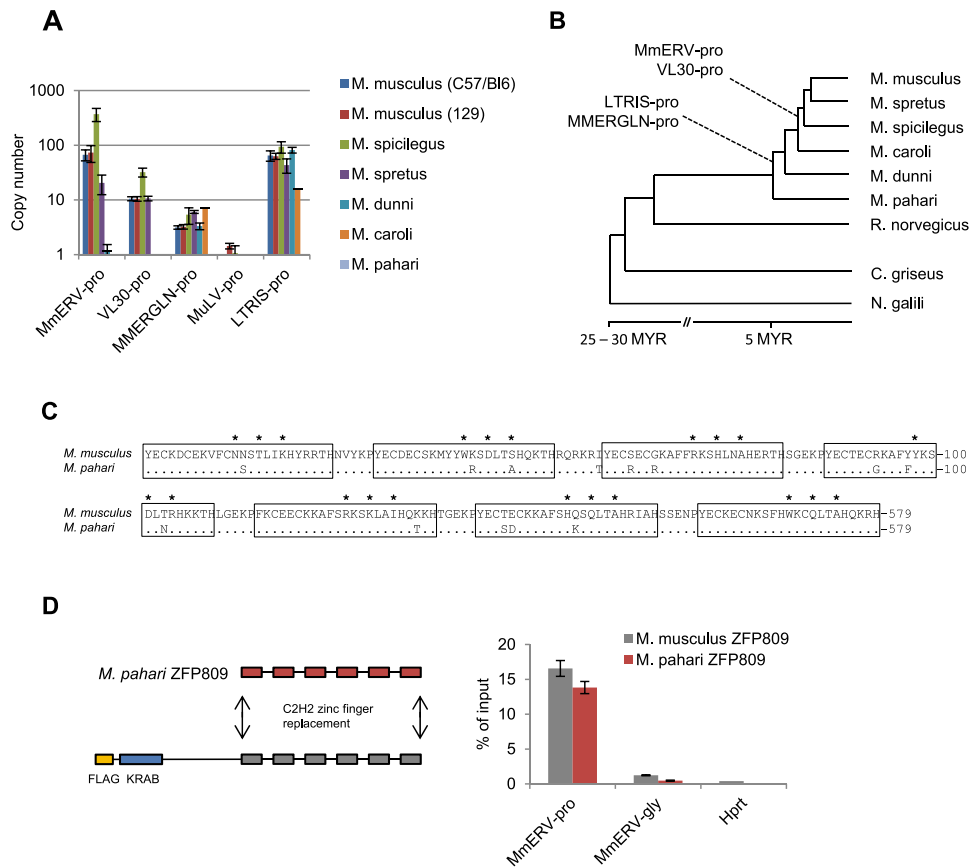 A
Copy number
1000
100
10
1
MmERV-pro
VL30-pro
MMERGLN-pro
MuLV-pro
LTRIS-pro
M. musculus (C57/Bl6)
M. musculus (129)
M. spicilegus
M. spretus
M. dunni
M. caroli
M. pahari
B
MmERV-pro
VL30-pro
LTRIS-pro
MMERGLN-pro
M. musculus
M. spretus
M. spicilegus
M. caroli
M. dunni
M. pahari
R. norvegicus
C. griseus
N. galili
25 – 30 MYR // 5 MYR
C
* * * * * * * * * *
M. musculus YECKDCEKVFCNNSTLIKHYRRTHNVYKPYECDECSKMYYWKSDLTSHQKTHRQRKRIYECSECGKAFFRKSHLNAHERTHSGEKPYECTECRKAFYYKS-100
M. pahari ............S............................R....A..........T...R..R...........................G...F...-100
* * * * * * * * * * *
M. musculus DLTRHKKTHLGEKPFKCEECKKAFSRKSKLAIHQKKHTGEKPYECTECKKAFSHQSQLTAHRIAHSSENPYECKECNKSFHWKCQLTAHQKRH-579
M. pahari ..N...............................T..........SD.......K......................................-579
D
M. pahari ZFP809
C2H2 zinc finger
replacement
FLAG KRAB
% of input
20
15
10
5
0
M. musculus ZFP809
M. pahari ZFP809
MmERV-pro
MmERV-gly
Hprt